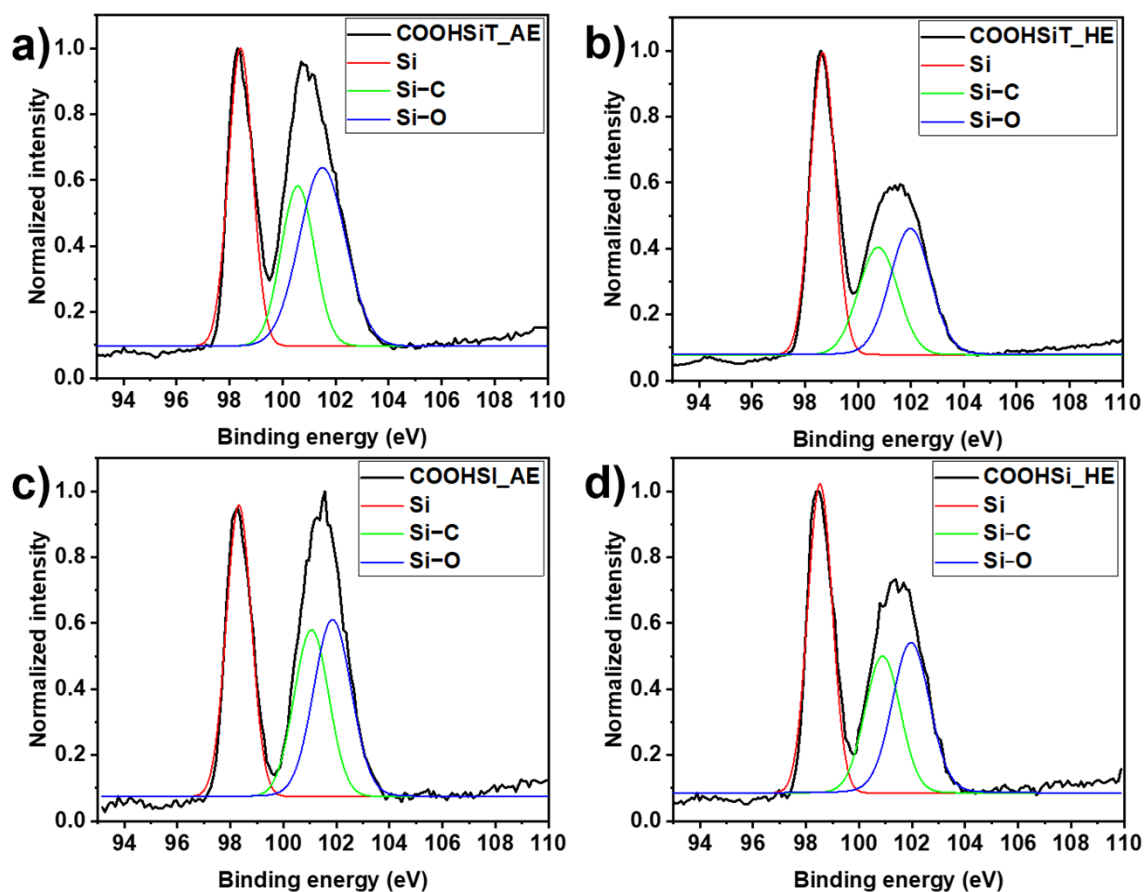 a)
COOHSiT_AE
Si
Si−C
Si−O
Normalized intensity
1.0
0.8
0.6
0.4
0.2
0.0
94 96 98 100 102 104 106 108 110
Binding energy (eV)
b)
COOHSiT_HE
Si
Si−C
Si−O
Normalized intensity
1.0
0.8
0.6
0.4
0.2
0.0
94 96 98 100 102 104 106 108 110
Binding energy (eV)
c)
COOHSI_AE
Si
Si−C
Si−O
Normalized intensity
1.0
0.8
0.6
0.4
0.2
0.0
94 96 98 100 102 104 106 108 110
Binding energy (eV)
d)
COOHSi_HE
Si
Si−C
Si−O
Normalized intensity
1.0
0.8
0.6
0.4
0.2
0.0
94 96 98 100 102 104 106 108 110
Binding energy (eV)